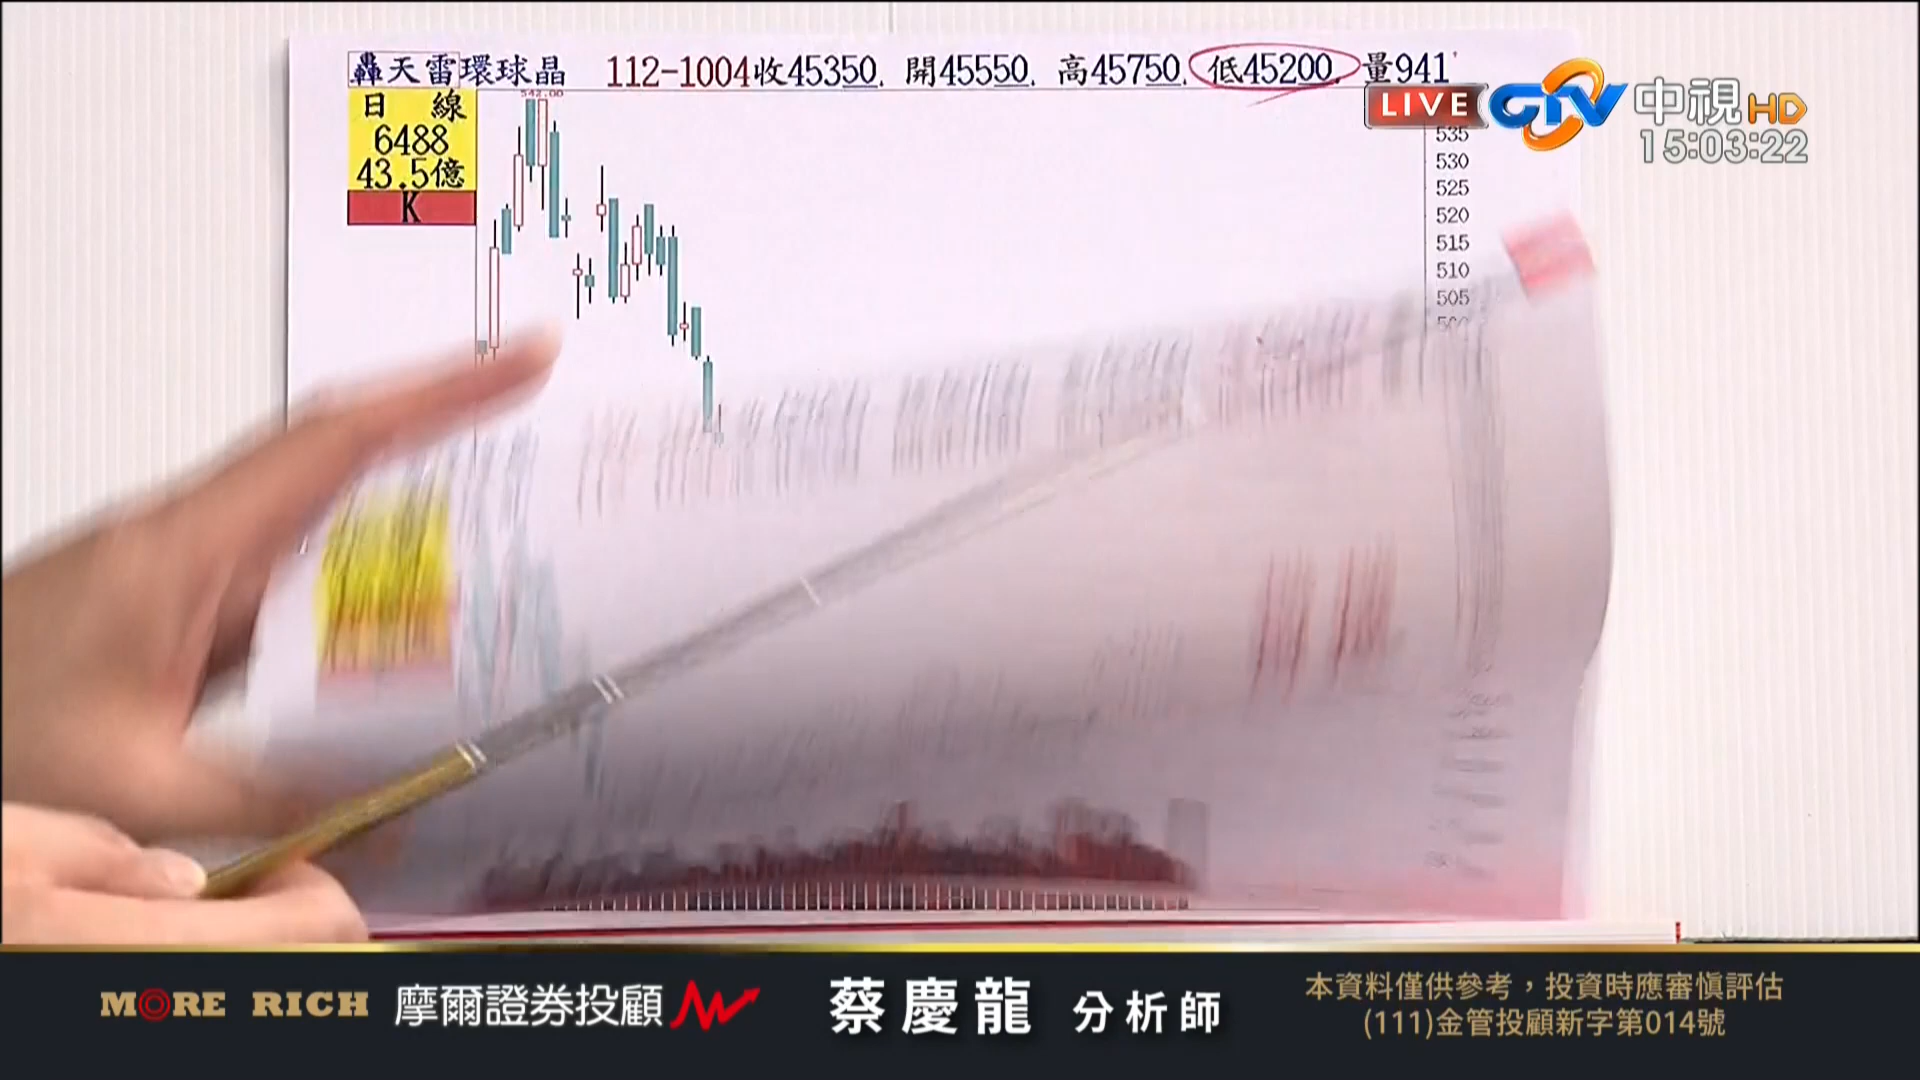 轟天雷環球晶 112-1004收45350. 開45550. 高45750. 低45200. 量941
542.00
日 線
6488
43.5億
K
LIVE CTV 中視HD
15:03:22
535
530
525
520
515
510
505
MORE RICH 摩爾證券投顧
蔡慶龍 分析師
本資料僅供參考，投資時應審慎評估
(111)金管投顧新字第014號